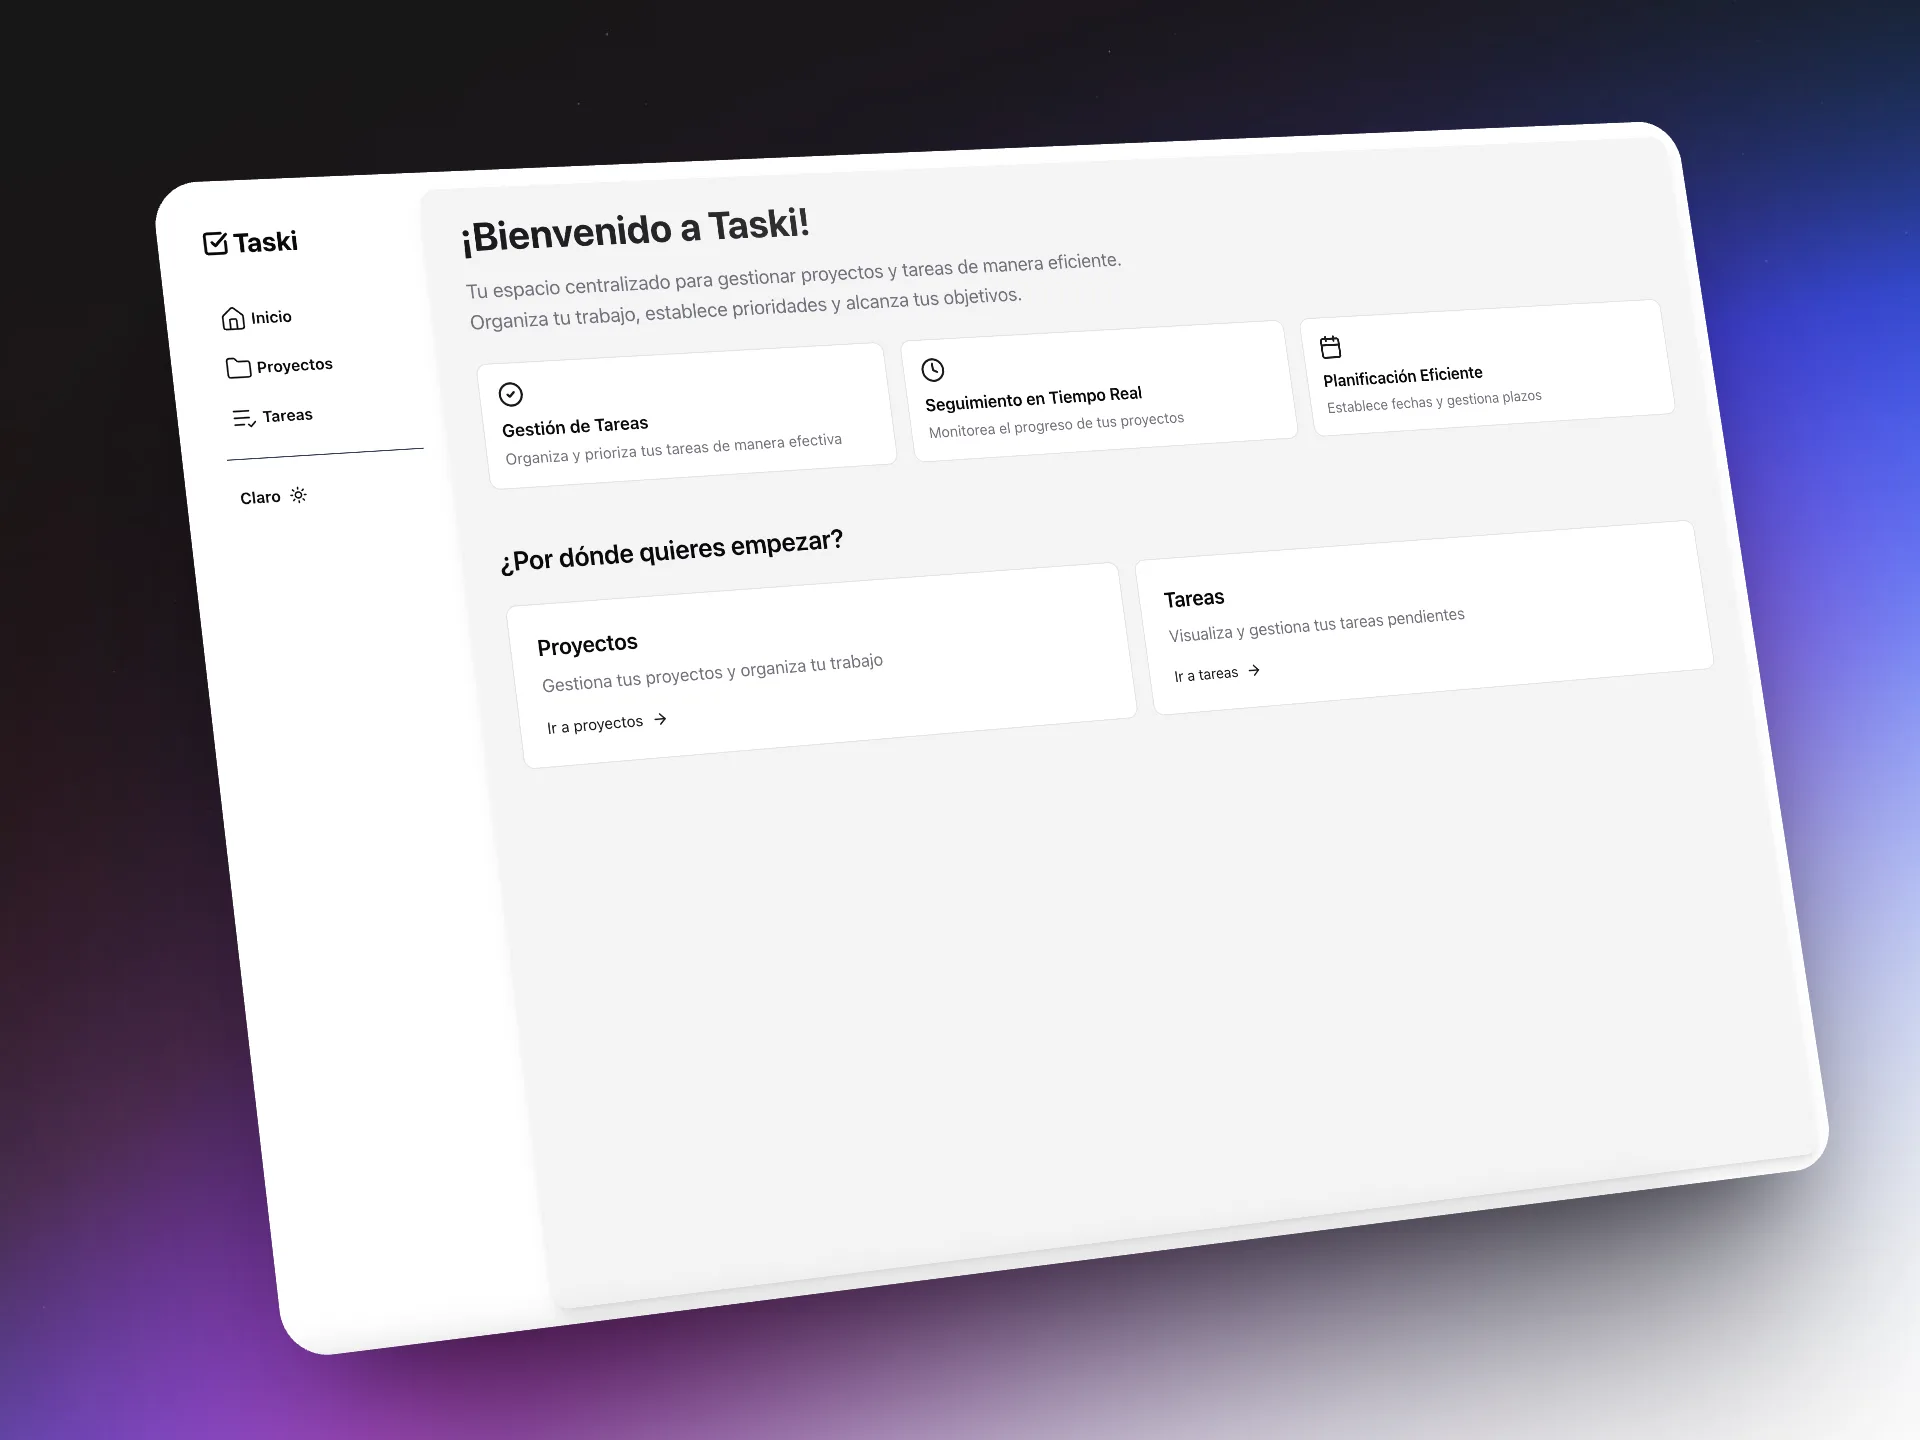 Taski
Inicio
Proyectos
Tareas
Claro
¡Bienvenido a Taski!
Tu espacio centralizado para gestionar proyectos y tareas de manera eficiente.
Organiza tu trabajo, establece prioridades y alcanza tus objetivos.
Gestión de Tareas
Organiza y prioriza tus tareas de manera efectiva
Seguimiento en Tiempo Real
Monitorea el progreso de tus proyectos
Planificación Eficiente
Establece fechas y gestiona plazos
¿Por dónde quieres empezar?
Proyectos
Gestiona tus proyectos y organiza tu trabajo
Ir a proyectos
Tareas
Visualiza y gestiona tus tareas pendientes
Ir a tareas